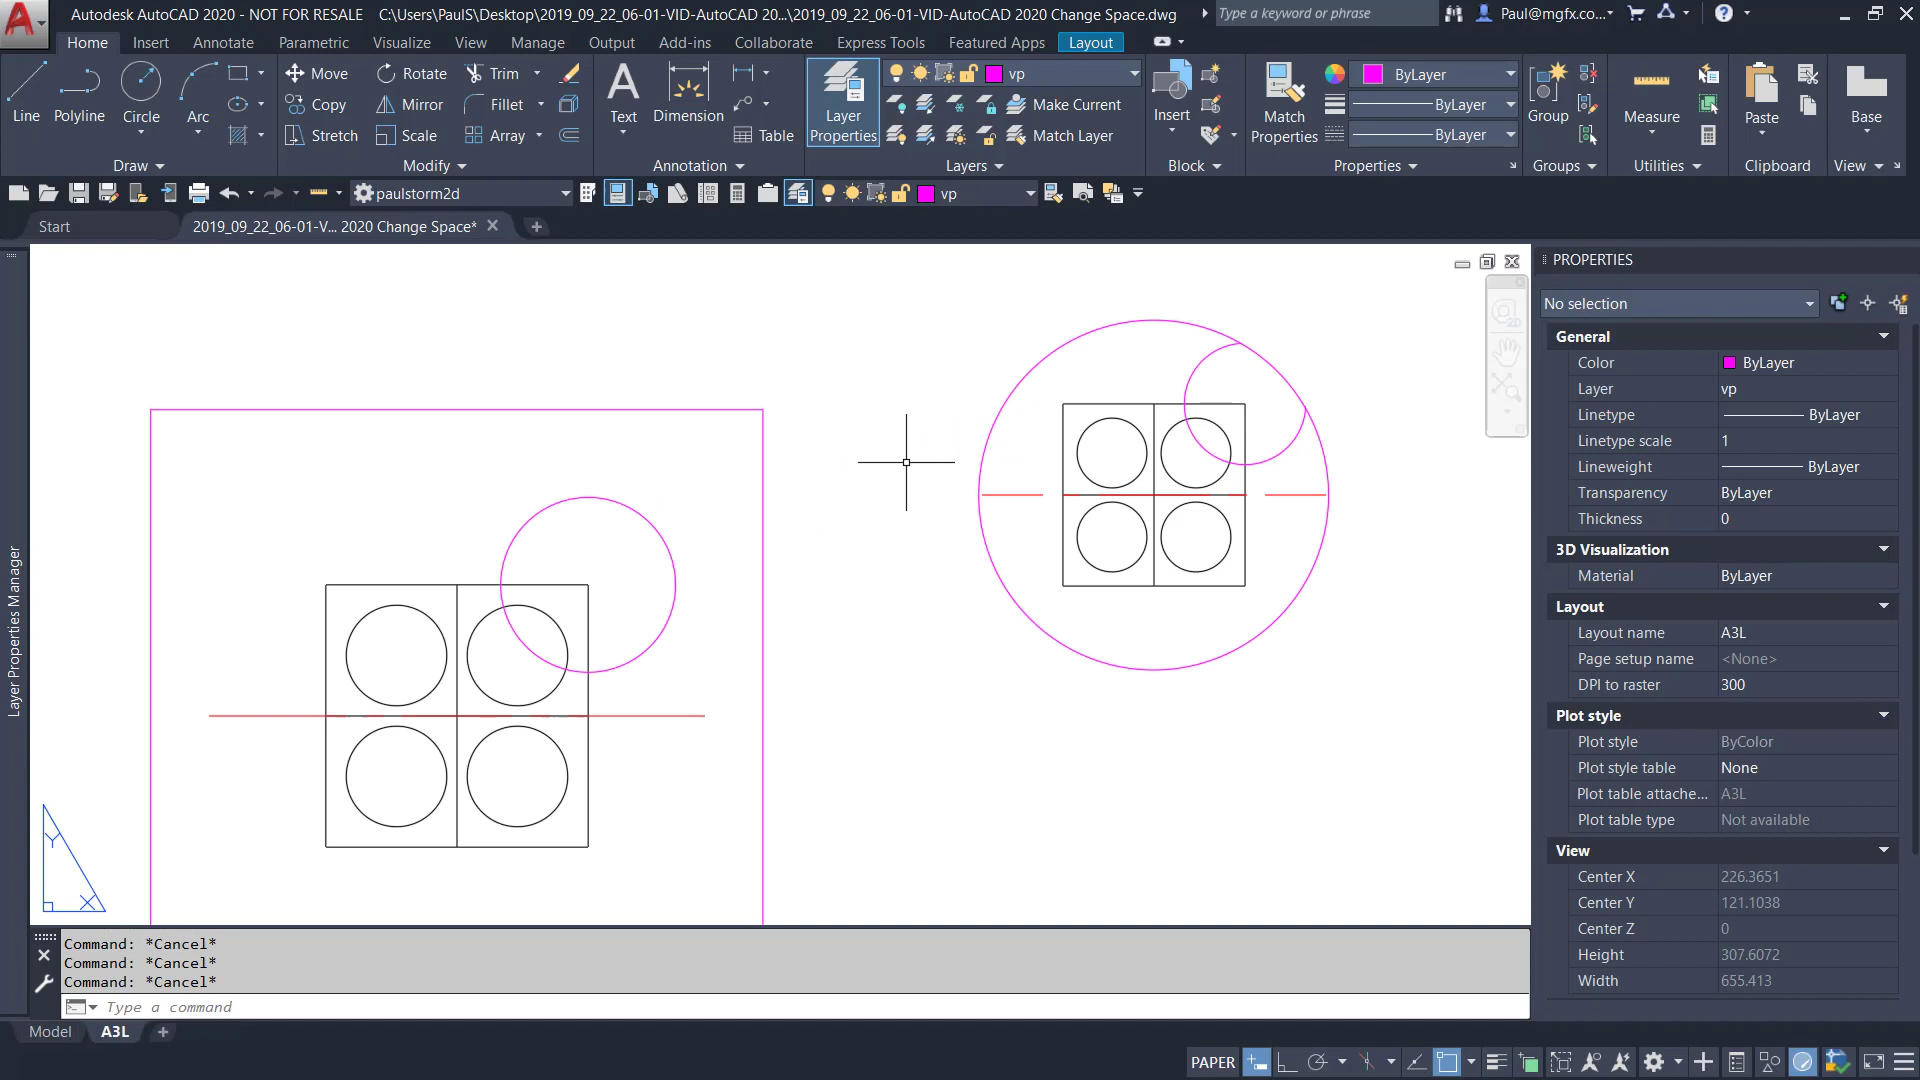 Autodesk AutoCAD 2020 - NOT FOR RESALE C:\Users\PaulS\Desktop\2019_09_22_06-01-VID-AutoCAD 20...\2019_09_22_06-01-VID-AutoCAD 2020 Change Space.dwg Type a keyword or phrase Paul@mgfx.co...
Home Insert Annotate Parametric Visualize View Manage Output Add-ins Collaborate Express Tools Featured Apps Layout
Line Polyline Circle Arc
Move Rotate Trim
Copy Mirror Fillet
Stretch Scale Array
Text Dimension Table
Layer Properties
vp
Make Current
Match Layer
Insert
Match Properties
ByLayer
ByLayer
ByLayer
Group
Measure
Paste
Base
Draw Modify Annotation Layers Block Properties Groups Utilities Clipboard View
paulstorm2d vp
Start 2019_09_22_06-01-V... 2020 Change Space*
Layer Properties Manager
2D
Y
X
PROPERTIES
No selection
General
Color ByLayer
Layer vp
Linetype ByLayer
Linetype scale 1
Lineweight ByLayer
Transparency ByLayer
Thickness 0
3D Visualization
Material ByLayer
Layout
Layout name A3L
Page setup name <None>
DPI to raster 300
Plot style
Plot style ByColor
Plot style table None
Plot table attache... A3L
Plot table type Not available
View
Center X 226.3651
Center Y 121.1038
Center Z 0
Height 307.6072
Width 655.413
Command: *Cancel*
Command: *Cancel*
Command: *Cancel*
Type a command
Model A3L
PAPER